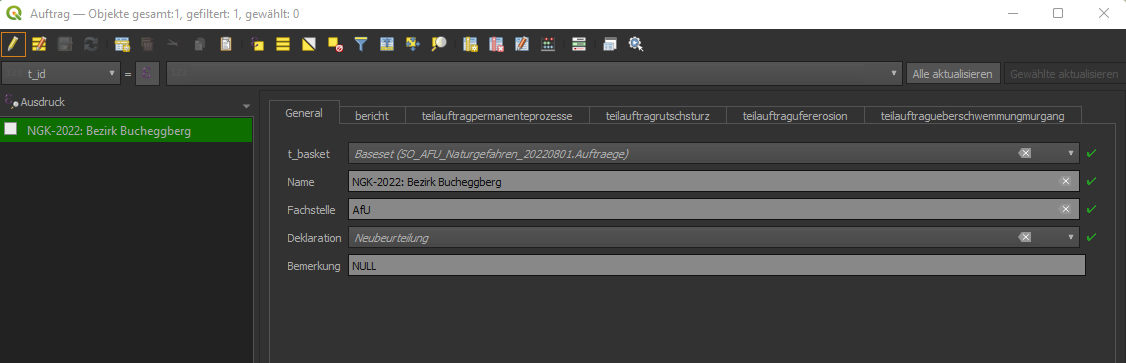 Auftrag — Objekte gesamt:1, gefiltert: 1, gewählt: 0
t_id = Alle aktualisieren Gewählte aktualisieren
Ausdruck
NGK-2022: Bezirk Bucheggberg
General bericht teilauftragpermanenteprozesse teilauftragrutschsturz teilauftragufererosion teilauftragueberschwemmungmurgang
t_basket Baseset (SO_AFU_Naturgefahren_20220801.Auftraege)
Name NGK-2022: Bezirk Bucheggberg
Fachstelle AfU
Deklaration Neubeurteilung
Bemerkung NULL